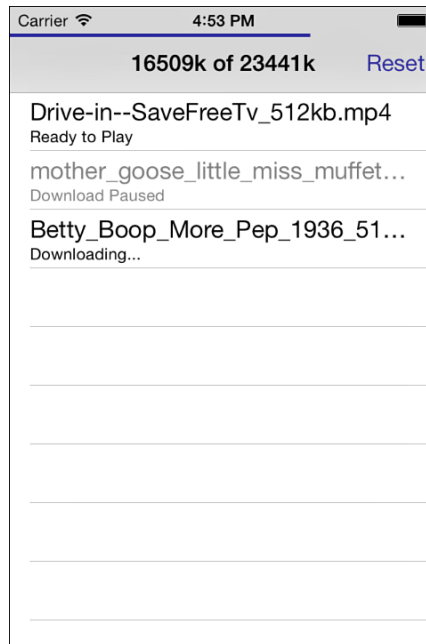 Carrier 4:53 PM
16509k of 23441k Reset
Drive-in--SaveFreeTv_512kb.mp4
Ready to Play
mother_goose_little_miss_muffet...
Download Paused
Betty_Boop_More_Pep_1936_51...
Downloading...